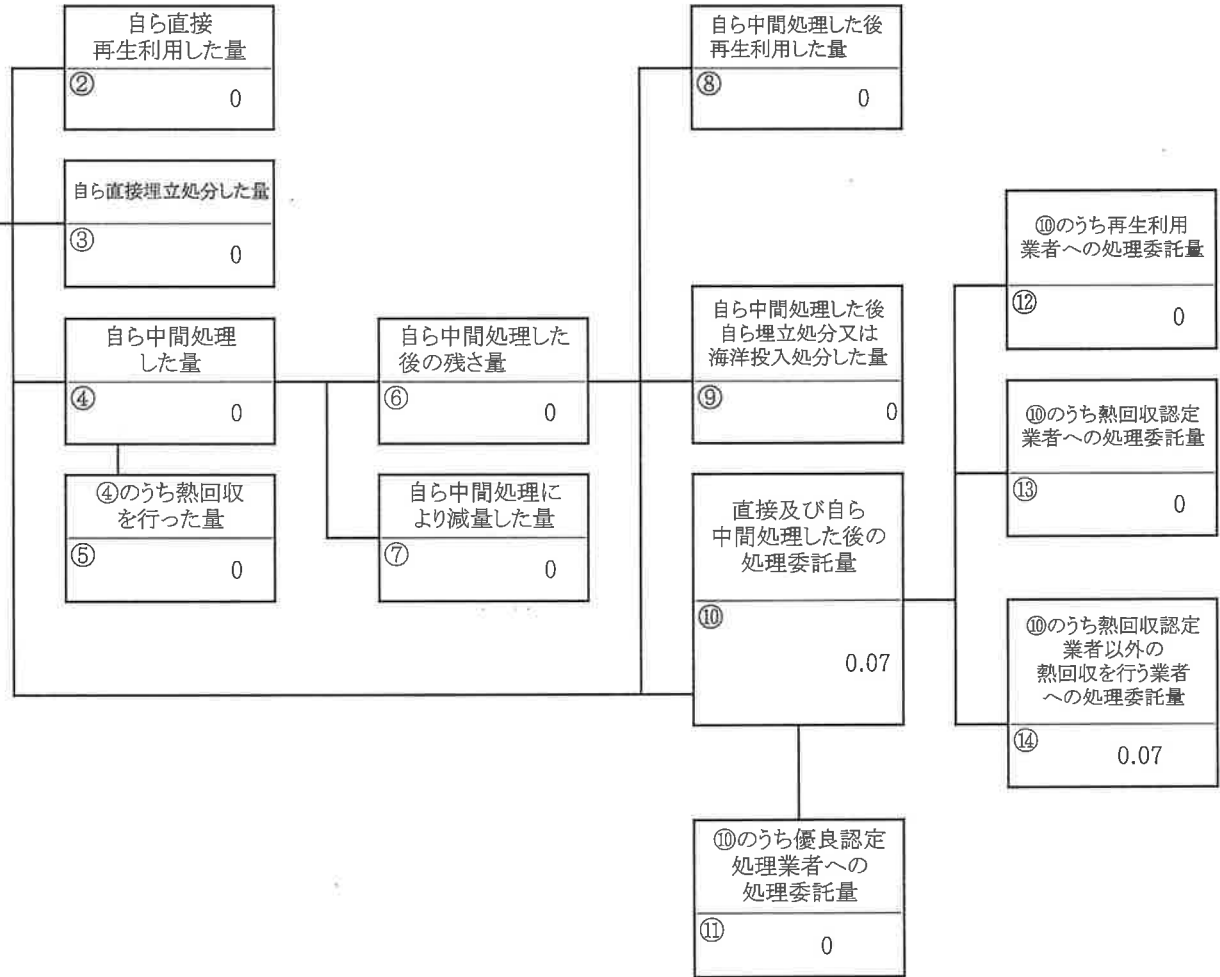 自ら直接
再生利用した量
②
0
自ら直接埋立処分した量
③
0
自ら中間処理
した量
④
0
④のうち熱回収
を行った量
⑤
0
自ら中間処理した
後の残さ量
⑥
0
自ら中間処理に
より減量した量
⑦
0
自ら中間処理した後
再生利用した量
⑧
0
自ら中間処理した後
自ら埋立処分又は
海洋投入処分した量
⑨
0
直接及び自ら
中間処理した後の
処理委託量
⑩
0.07
⑩のうち優良認定
処理業者への
処理委託量
⑪
0
⑩のうち再生利用
業者への処理委託量
⑫
0
⑩のうち熱回収認定
業者への処理委託量
⑬
0
⑩のうち熱回収認定
業者以外の
熱回収を行う業者
への処理委託量
⑭
0.07